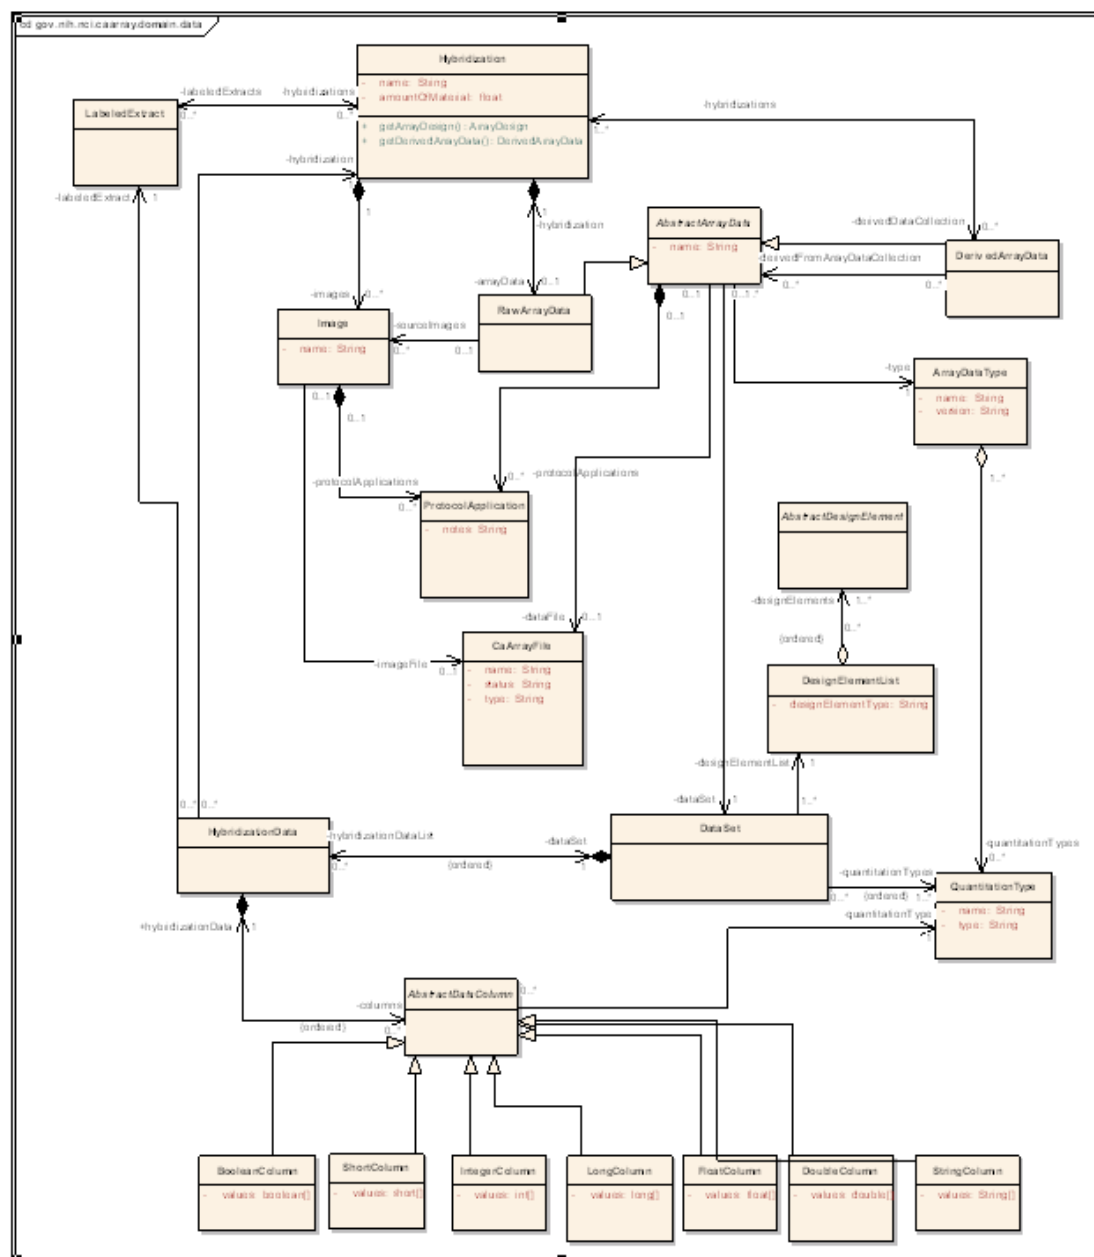 cd gov.nih.nci.caarray.domain.data
Hybridization
- name: String
- amountOfMaterial: float
+ getArrayDesign() : ArrayDesign
+ getDerivedArrayData() : DerivedArrayData
-labeledExtracts
-hybridizations
0..*
0..*
LabeledExtract
-hybridizations
1..*
-hybridization
-labeledExtract
1
1
1
-hybridization
AbstractArrayData
- name: String
-derivedDataCollection
0..*
-derivedFromArrayDataCollection
DerivedArrayData
0..*
0..*
-arrayData
0..1
RawArrayData
-images
0..*
Image
- name: String
-sourceImages
0..*
0..1
0..1
0..1
0..1 .*
-type
1
ArrayDataType
- name: String
- version: String
0..1
0..1
1..*
-protocolApplications
0..*
0..*
-protocolApplications
ProtocolApplication
- notes: String
AbstractDesignElement
-designElements
1..*
0..*
{ordered}
-dataFile
0..1
CaArrayFile
- name: String
- status: String
- type: String
-imageFile
0..1
DesignElementList
- designElementType: String
-designElementList
1
-dataSet
1
1..*
0..*
0..*
HybridizationData
-hybridizationDataList
0..*
{ordered}
-dataSet
1
DataSet
-quantitationTypes
0..*
-quantitationTypes
0..*
{ordered}
1..*
QuantitationType
- name: String
- type: String
-quantitationType
1
+hybridizationData
1
-columns
{ordered}
0..*
AbstractDataColumn
0..*
BooleanColumn
- values: boolean[]
ShortColumn
- values: short[]
IntegerColumn
- values: int[]
LongColumn
- values: long[]
FloatColumn
- values: float[]
DoubleColumn
- values: double[]
StringColumn
- values: String[]